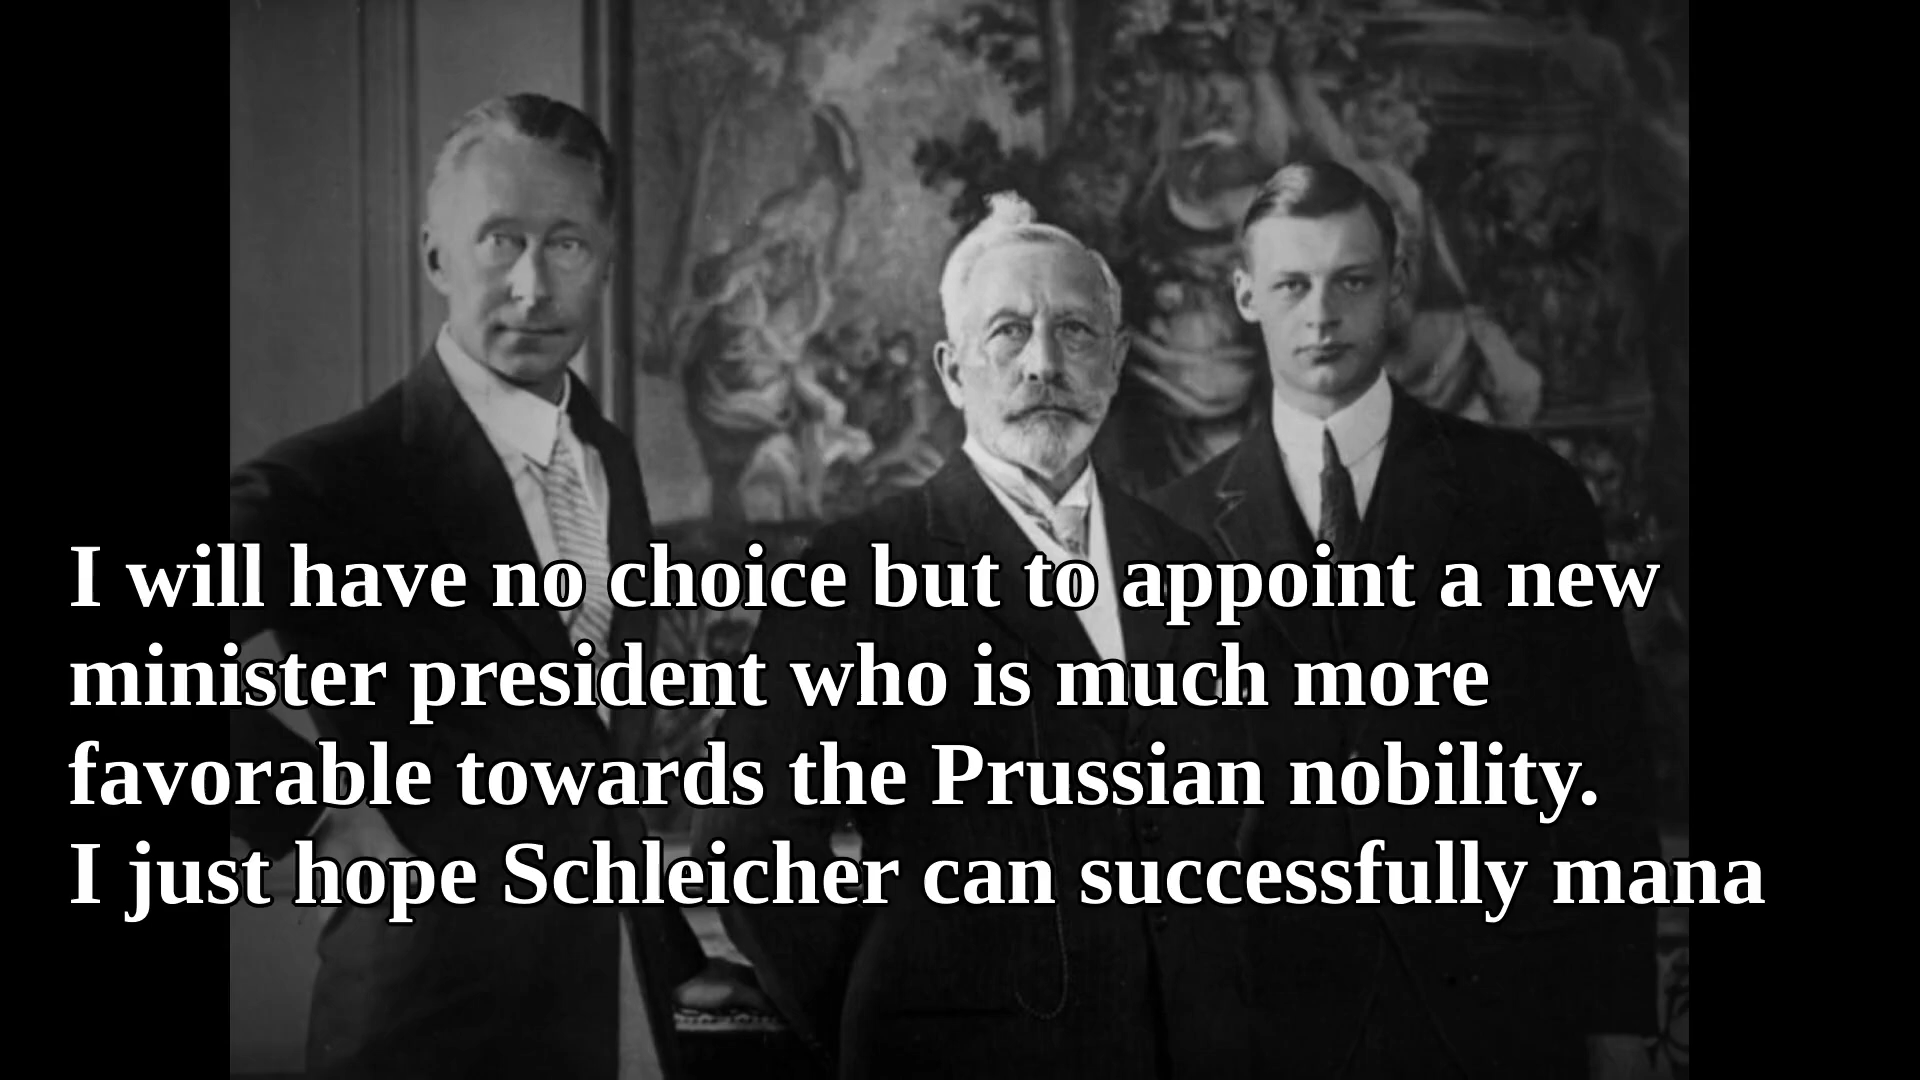 I will have no choice but to appoint a new
minister president who is much more
favorable towards the Prussian nobility.
I just hope Schleicher can successfully mana